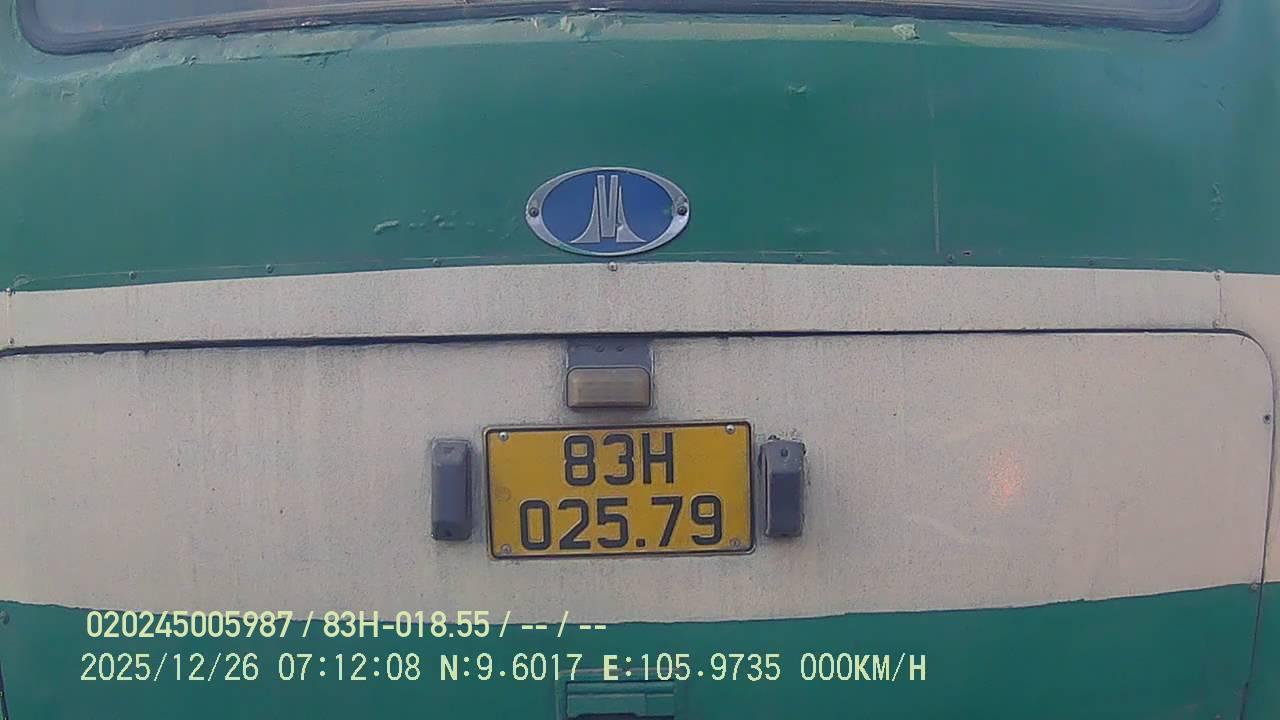 83H
025.79
020245005987 / 83H-018.55 / -- / --
2025/12/26 07:12:08 N:9.6017 E:105.9735 000KM/H